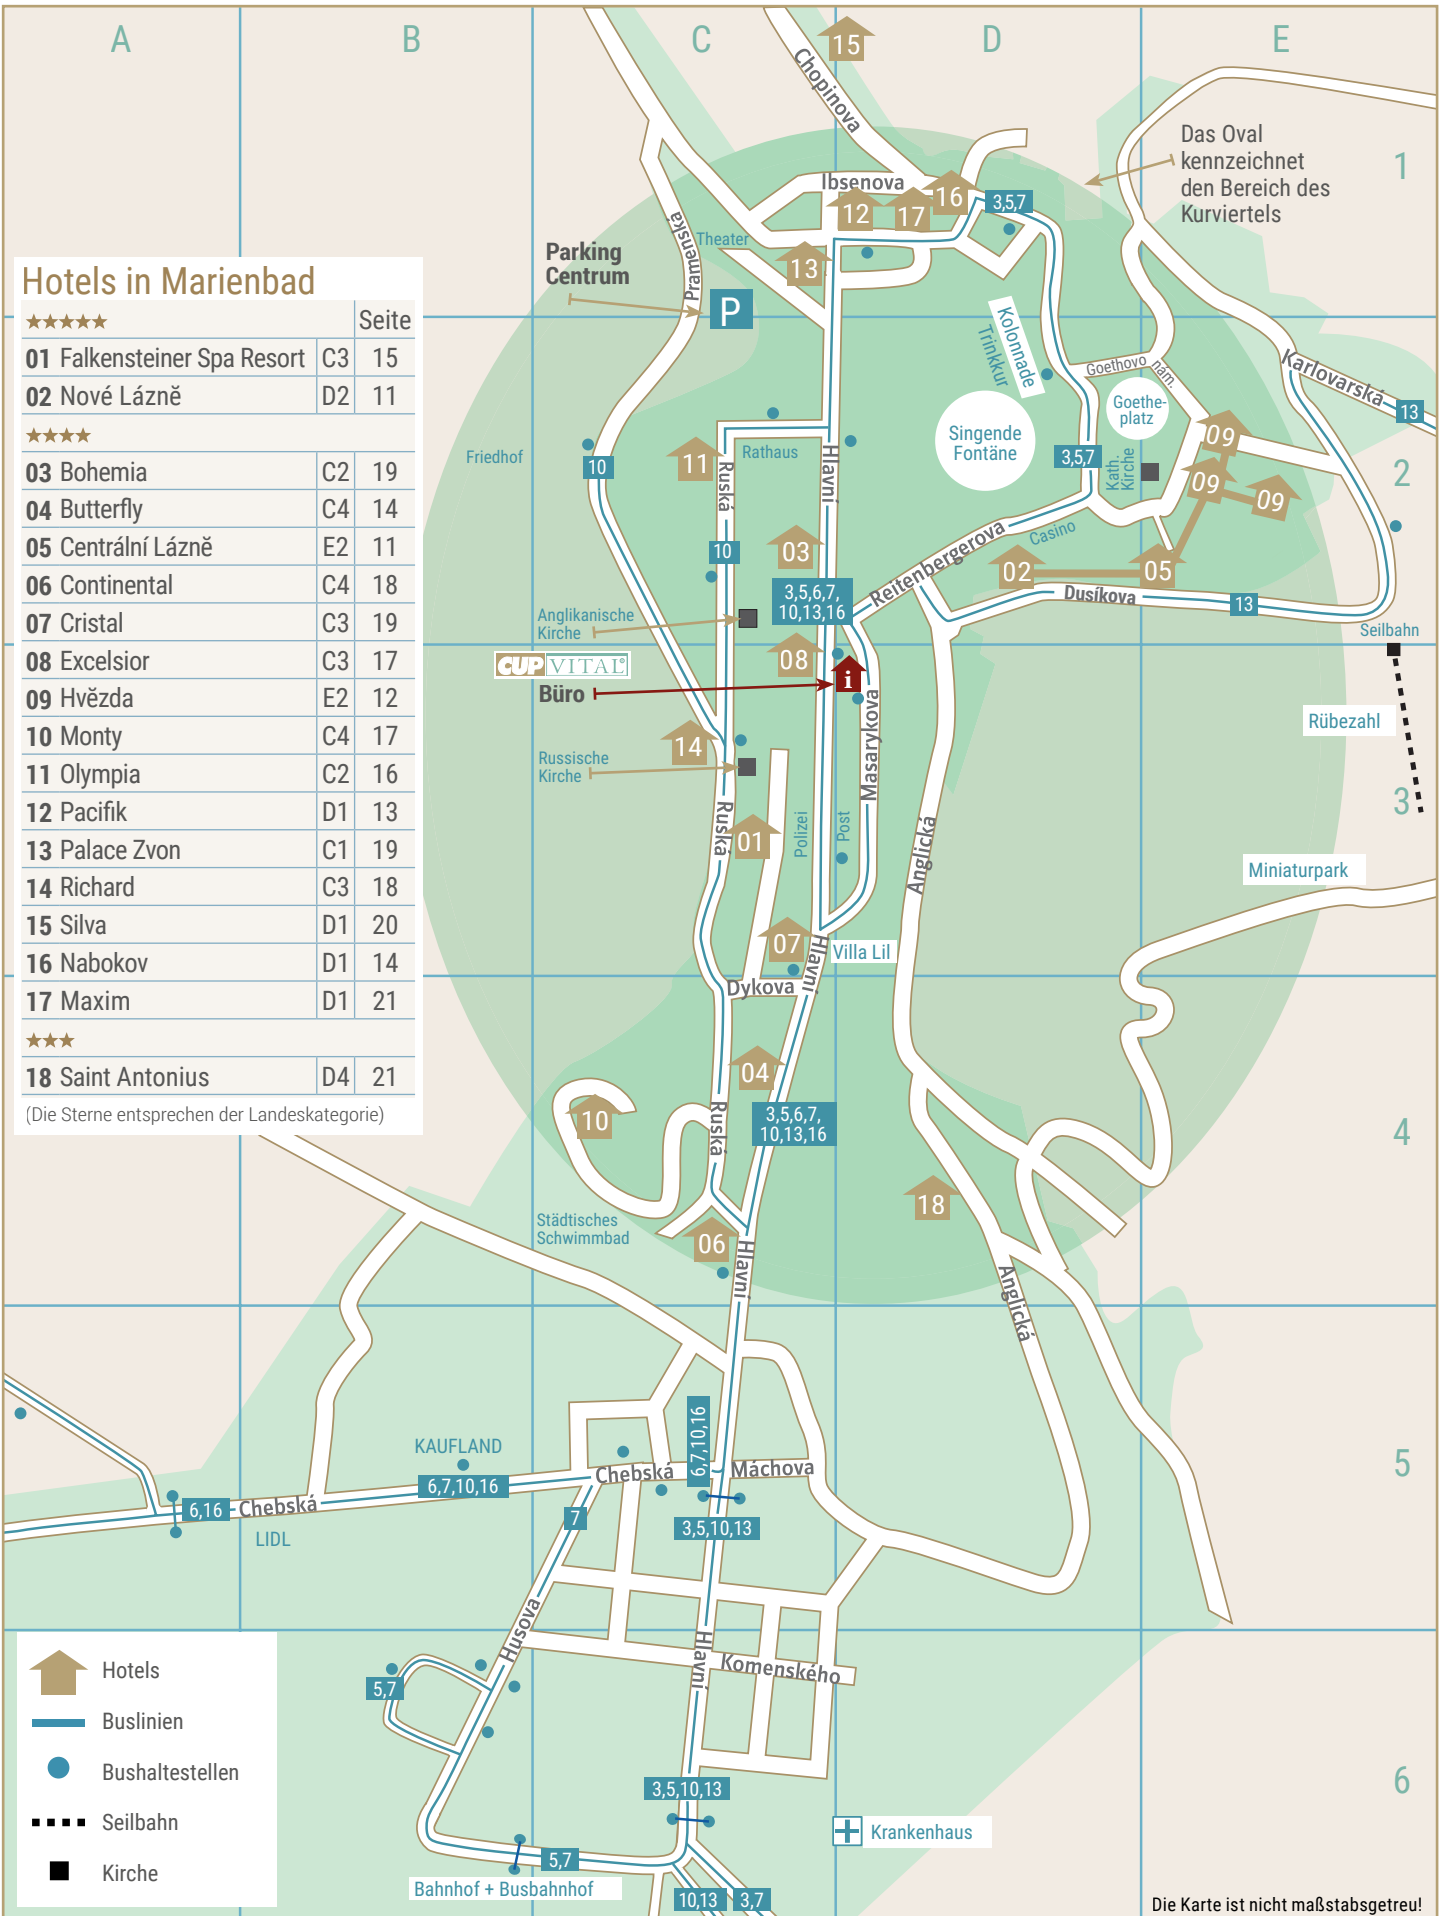 A
B
C
D
E
1
2
3
4
5
6
Hotels in Marienbad
★★★★★ Seite
01 Falkensteiner Spa Resort C3 15
02 Nové Lázně D2 11
★★★★
03 Bohemia C2 19
04 Butterfly C4 14
05 Centrální Lázně E2 11
06 Continental C4 18
07 Cristal C3 19
08 Excelsior C3 17
09 Hvězda E2 12
10 Monty C4 17
11 Olympia C2 16
12 Pacifik D1 13
13 Palace Zvon C1 19
14 Richard C3 18
15 Silva D1 20
16 Nabokov D1 14
17 Maxim D1 21
★★★
18 Saint Antonius D4 21
(Die Sterne entsprechen der Landeskategorie)
15
Chopinova
Das Oval
kennzeichnet
den Bereich des
Kurviertels
Ibsenova
12
17
16
3,5,7
Pramenská
Theater
13
Parking
Centrum
P
Kolonnade
Trinkkur
Goethovo
nám.
Karlovarská
13
Goethe-
platz
Singende
Fontäne
3,5,7
Kath.
Kirche
09
09
09
Friedhof
10
11
Ruská
Rathaus
Hlavní
10
03
3,5,6,7,
10,13,16
Reitenbergerova
Casino
02
05
Dusíkova
13
Seilbahn
Anglikanische
Kirche
CUP VITAL®
Büro
08
i
Masarykova
Rübezahl
14
Russische
Kirche
Ruská
01
Polizei
Post
Anglická
Miniaturpark
07
Hlavní
Villa Lil
Dykova
04
3,5,6,7,
10,13,16
10
Ruská
18
Städtisches
Schwimmbad
06
Hlavní
Anglická
KAUFLAND
6,7,10,16
6,7,10,16
Chebská
Máchova
6,16
Chebská
LIDL
7
3,5,10,13
Husova
Hlavní
Komenského
5,7
3,5,10,13
Krankenhaus
5,7
Bahnhof + Busbahnhof
10,13
3,7
Hotels
Buslinien
Bushaltestellen
Seilbahn
Kirche
Die Karte ist nicht maßstabsgetreu!